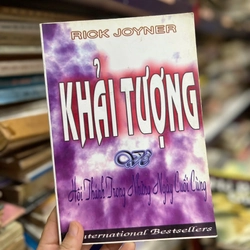 RICK JOYNER
KHẢI TƯỢNG
Hội Thánh Trong Những Ngày Cuối Cùng
International Bestsellers